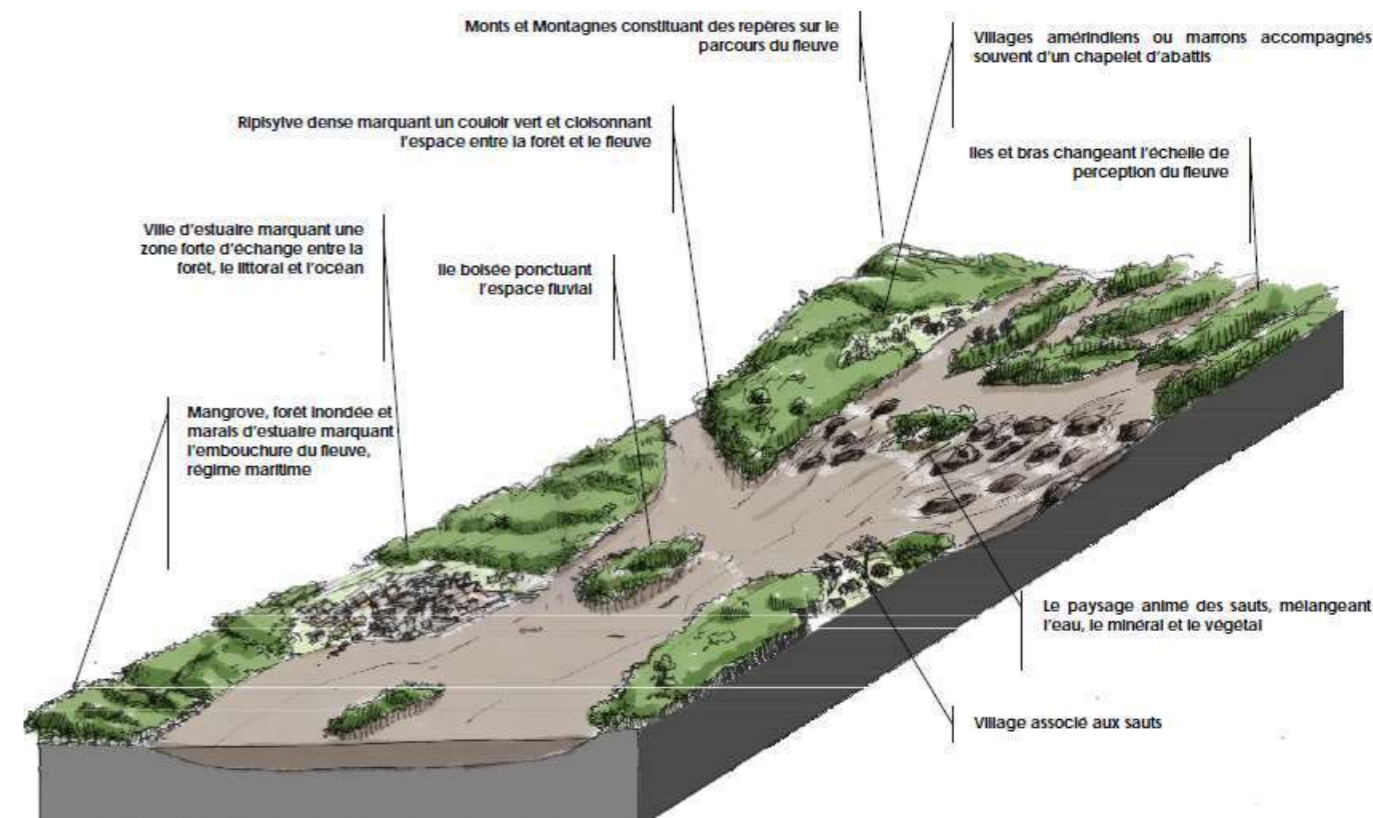 Monts et Montagnes constituant des repères sur le
parcours du fleuve
Villages amérindiens ou marrons accompagnés
souvent d'un chapelet d'abattis
Ripisylve dense marquant un couloir vert et cloisonnant
l'espace entre la forêt et le fleuve
Iles et bras changeant l'échelle de
perception du fleuve
Ville d'estuaire marquant une
zone forte d'échange entre la
forêt, le littoral et l'océan
Ile boisée ponctuant
l'espace fluvial
Mangrove, forêt inondée et
marais d'estuaire marquant
l'embouchure du fleuve,
régime maritime
Le paysage animé des sauts, mélangeant
l'eau, le minéral et le végétal
Village associé aux sauts